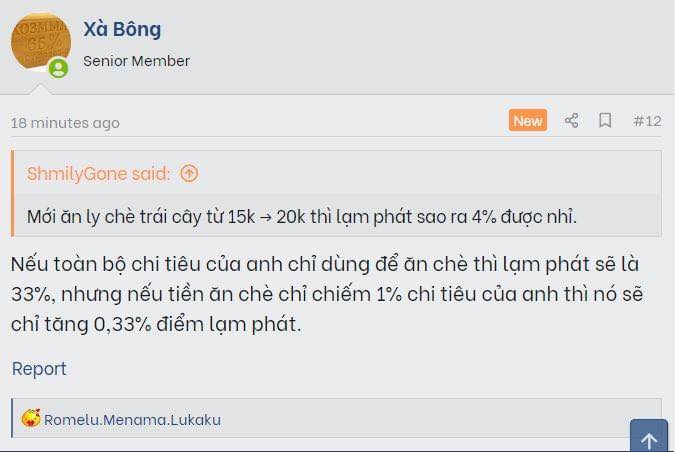 ХОЗМЫЛ
65%
Xà Bông
Senior Member
18 minutes ago
New
#12
ShmilyGone said:
Mới ăn ly chè trái cây từ 15k → 20k thì lạm phát sao ra 4% được nhỉ.
Nếu toàn bộ chi tiêu của anh chỉ dùng để ăn chè thì lạm phát sẽ là
33%, nhưng nếu tiền ăn chè chỉ chiếm 1% chi tiêu của anh thì nó sẽ
chỉ tăng 0,33% điểm lạm phát.
Report
Romelu.Menama.Lukaku